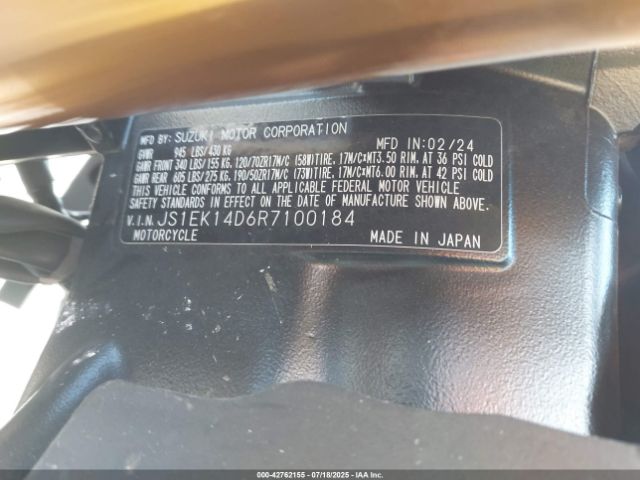 MFD BY: SUZUKI MOTOR CORPORATION MFD IN:02/24
GVWR 945 LBS/ 430 KG
GAWR FRONT 340 LBS/ 155 KG, 120/70ZR17M/C (58W)TIRE, 17M/C×MT3.50 RIM, AT 36 PSI COLD
GAWR REAR 605 LBS/ 275 KG, 190/50ZR17M/C (73W)TIRE, 17M/C×MT6.00 RIM, AT 42 PSI COLD
THIS VEHICLE CONFORMS TO ALL APPLICABLE FEDERAL MOTOR VEHICLE
SAFETY STANDARDS IN EFFECT ON THE DATE OF MANUFACTURE SHOWN ABOVE.
V.I.N. JS1EK14D6R7100184
MOTORCYCLE MADE IN JAPAN
000-42762155 - 07/18/2025 - IAAI.COM